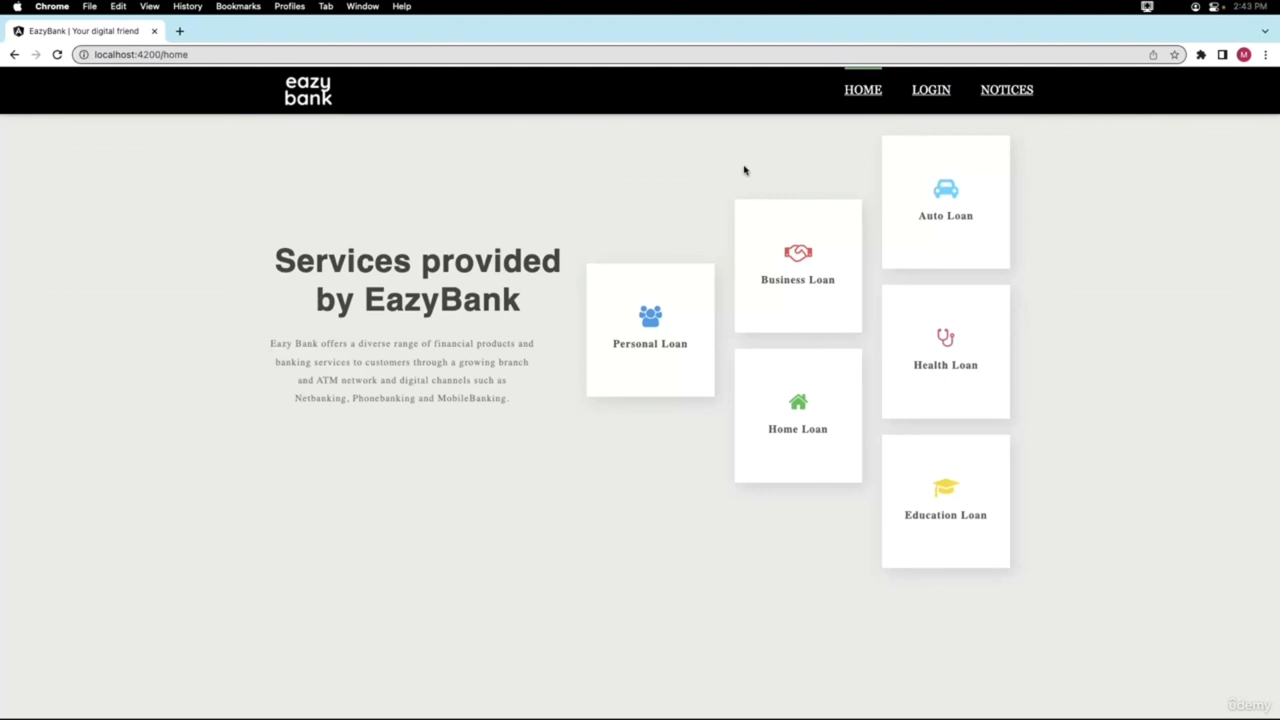 Chrome File Edit View History Bookmarks Profiles Tab Window Help 2:43 PM
EazyBank | Your digital friend
localhost:4200/home
M
eazy
bank
HOME LOGIN NOTICES
Services provided
by EazyBank
Eazy Bank offers a diverse range of financial products and
banking services to customers through a growing branch
and ATM network and digital channels such as
Netbanking, Phonebanking and MobileBanking.
Personal Loan
Business Loan
Home Loan
Auto Loan
Health Loan
Education Loan
ûdemy